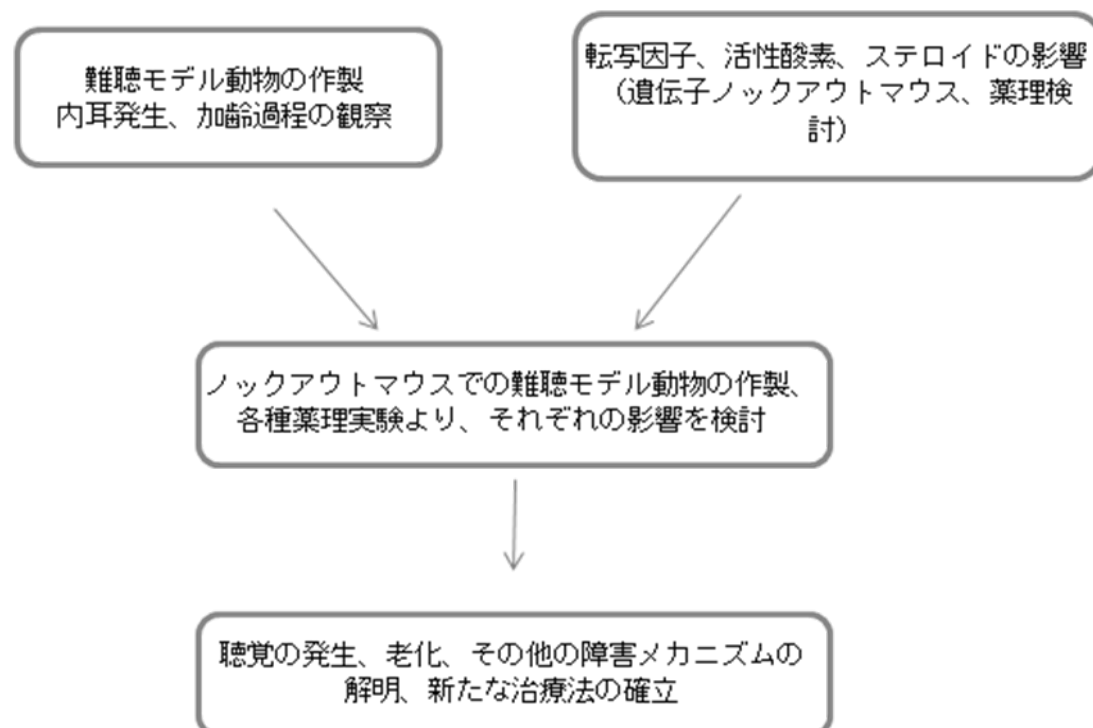 難聴モデル動物の作製
内耳発生、加齢過程の観察
転写因子、活性酸素、ステロイドの影響
（遺伝子ノックアウトマウス、薬理検
討）
ノックアウトマウスでの難聴モデル動物の作製、
各種薬理実験より、それぞれの影響を検討
聴覚の発生、老化、その他の障害メカニズムの
解明、新たな治療法の確立